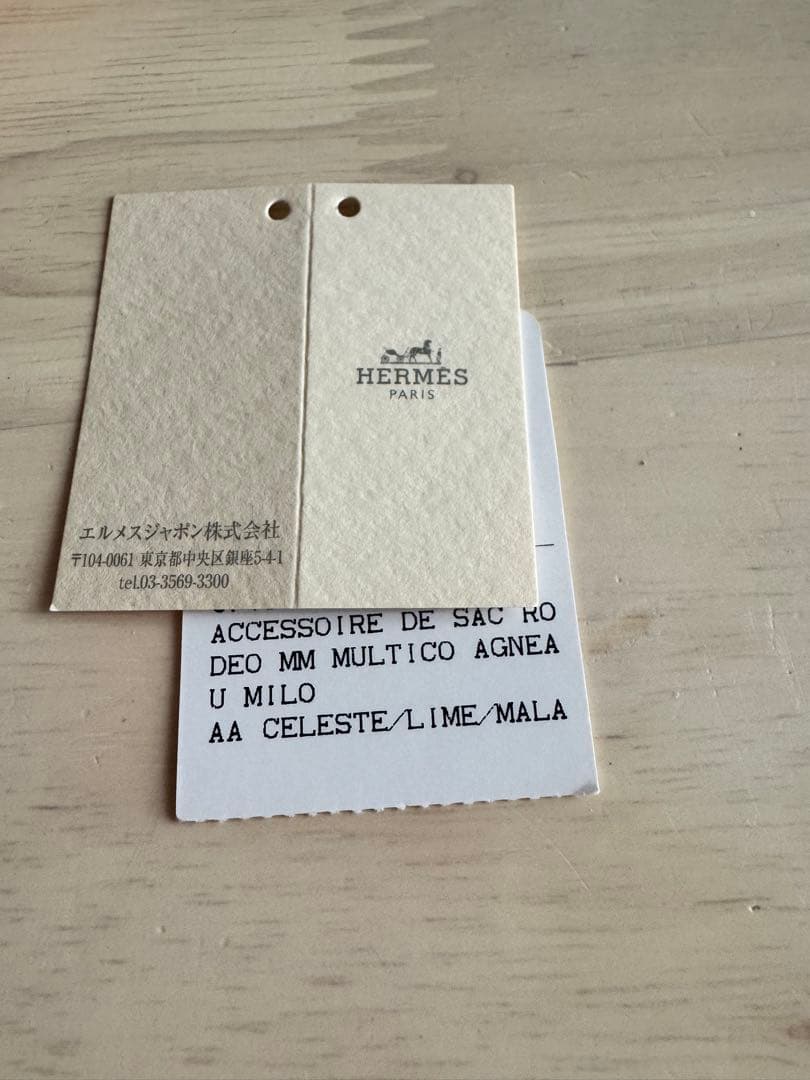 HERMÈS
PARIS
エルメスジャポン株式会社
〒104-0061 東京都中央区銀座5-4-1
tel.03-3569-3300
ACCESSOIRE DE SAC RO
DEO MM MULTICO AGNEA
U MILO
AA CELESTE/LIME/MALA